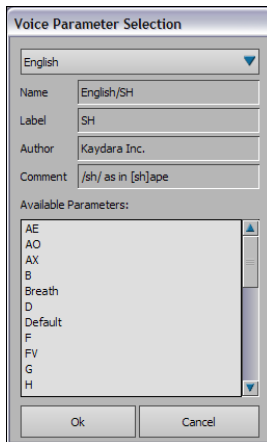 Voice Parameter Selection
English
Name English/SH
Label SH
Author Kaydara Inc.
Comment /sh/ as in [sh]ape
Available Parameters:
AE
AO
AX
B
Breath
D
Default
F
FV
G
H
Ok Cancel